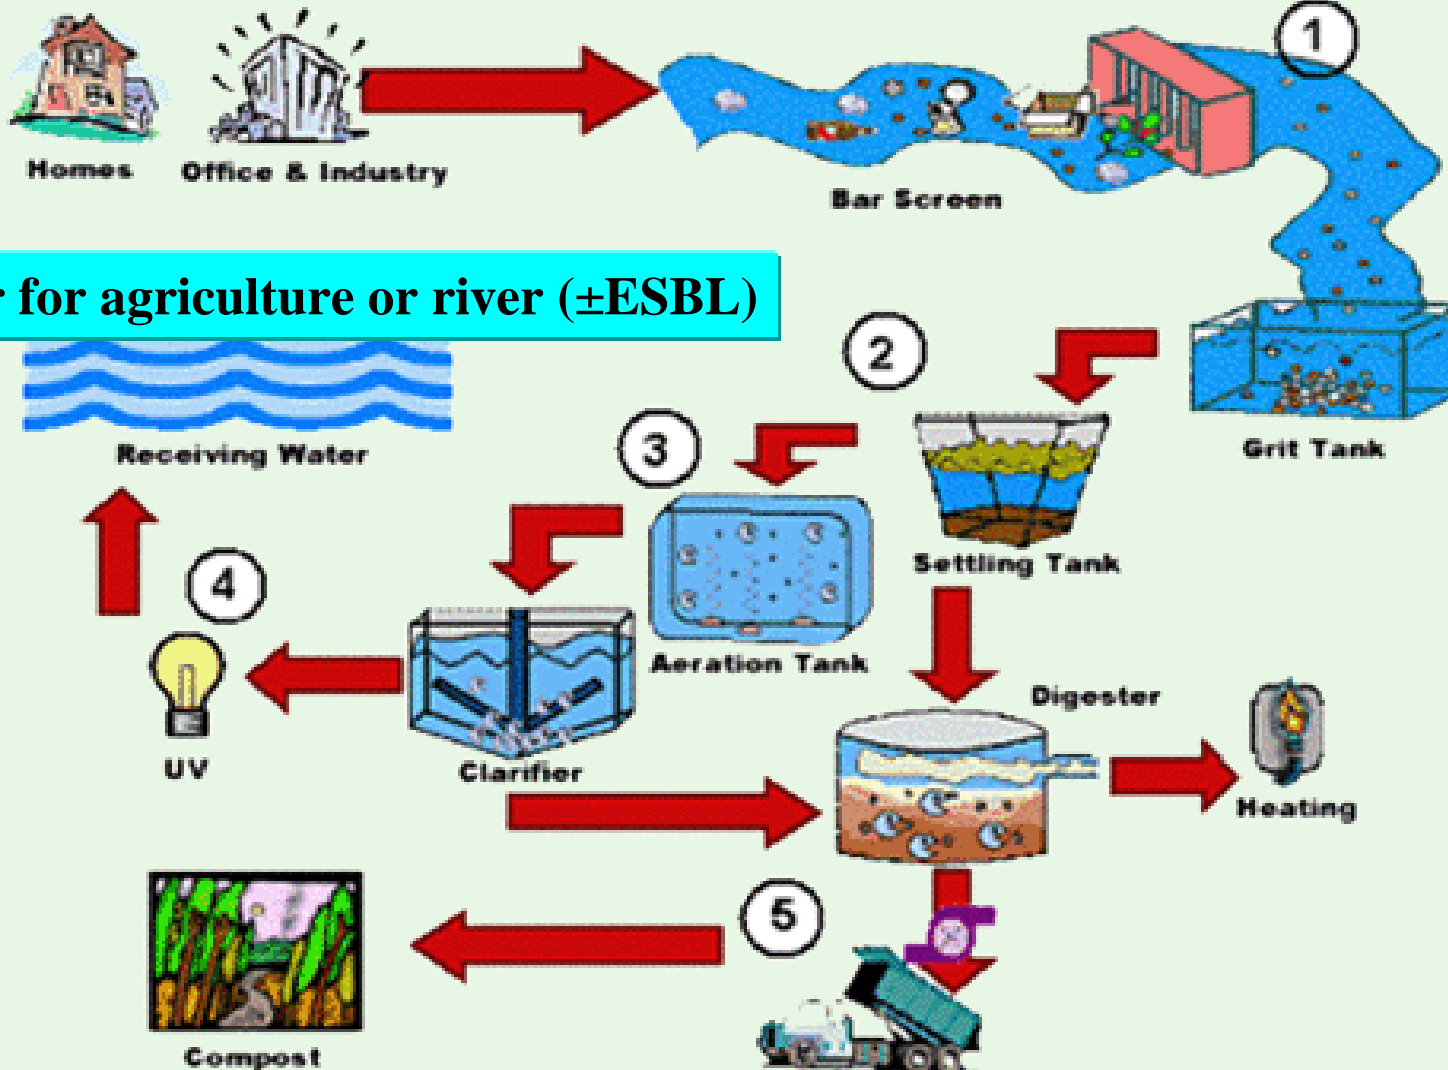 1
Homes
Office & Industry
Bar Screen
for agriculture or river (±ESBL)
2
3
Receiving Water
Grit Tank
Settling Tank
4
Aeration Tank
Digester
UV
Clarifier
Heating
5
Compost